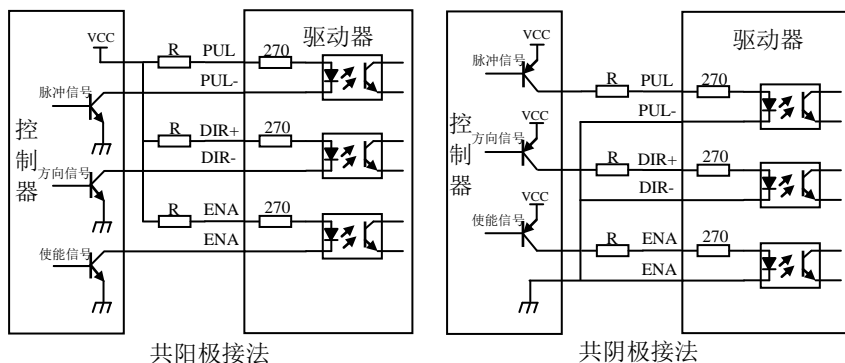 VCC
R
PUL
270
驱动器
脉冲信号
PUL-
控制器
R
DIR+
270
方向信号
DIR-
R
ENA
270
使能信号
ENA
共阳极接法
VCC
驱动器
脉冲信号
R
PUL
270
PUL-
控制器
VCC
方向信号
R
DIR+
270
DIR-
VCC
使能信号
R
ENA
270
ENA
共阴极接法